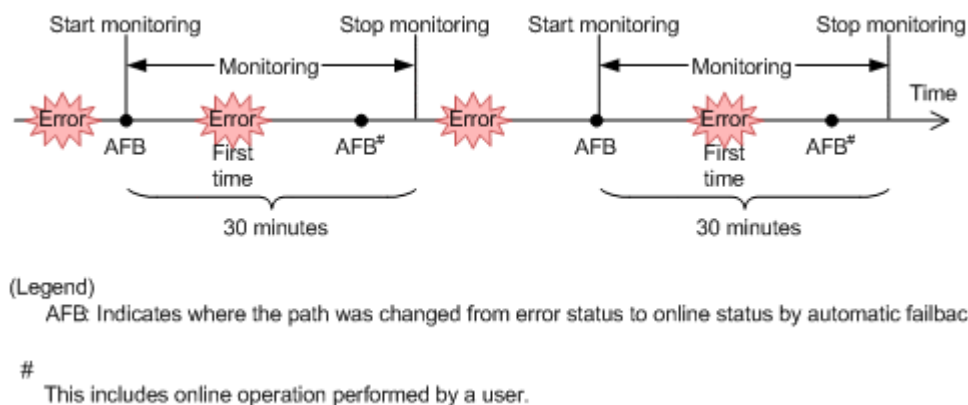 Start monitoring Stop monitoring Start monitoring Stop monitoring
Monitoring Monitoring
Time
Error Error Error Error
AFB First time AFB# AFB First time AFB#
30 minutes 30 minutes
(Legend)
AFB: Indicates where the path was changed from error status to online status by automatic failbac
#
This includes online operation performed by a user.